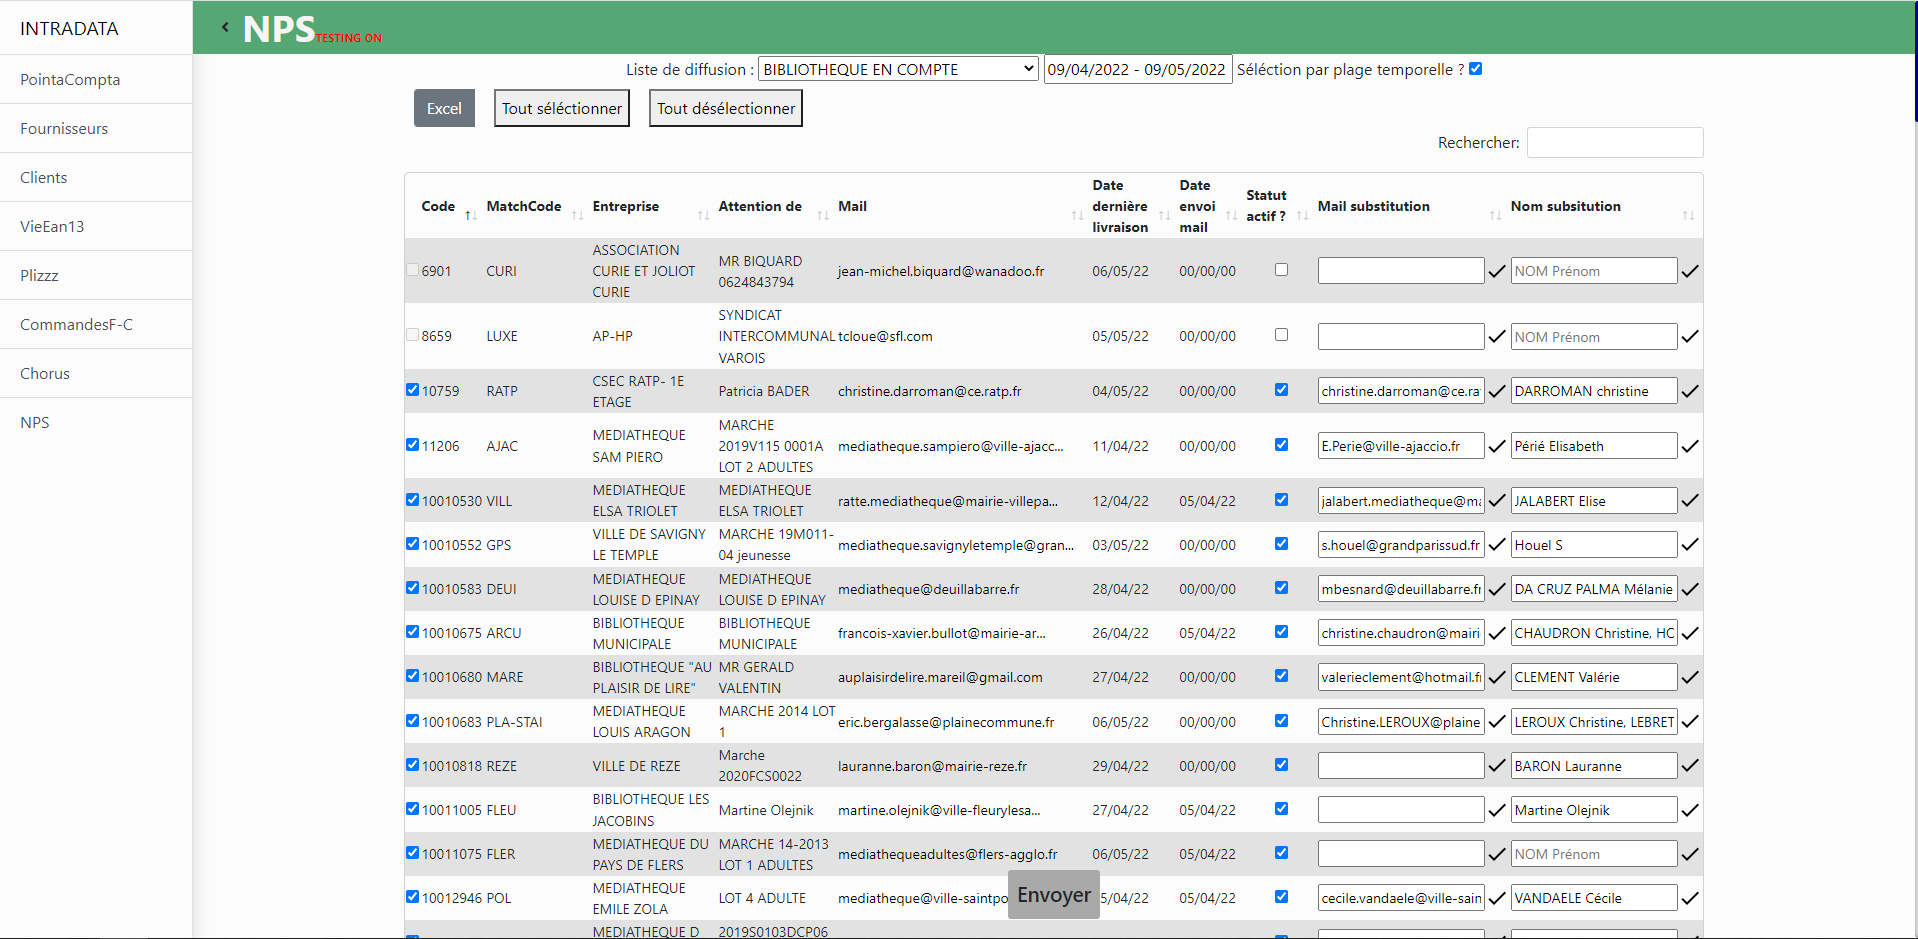 INTRADATA
NPS TESTING ON
PointaCompta
Fournisseurs
Clients
VieEan13
Plizzz
CommandesF-C
Chorus
NPS
Liste de diffusion : BIBLIOTHEQUE EN COMPTE 09/04/2022 - 09/05/2022 Séléction par plage temporelle ?
Excel Tout séléctionner Tout désélectionner
Rechercher:
Code MatchCode Entreprise Attention de Mail Date dernière livraison Date envoi mail Statut actif ? Mail substitution Nom subsitution
6901 CURI ASSOCIATION CURIE ET JOLIOT CURIE MR BIQUARD 0624843794 jean-michel.biquard@wanadoo.fr 06/05/22 00/00/00 NOM Prénom
8659 LUXE AP-HP SYNDICAT INTERCOMMUNAL VAROIS tcloue@sfl.com 05/05/22 00/00/00 NOM Prénom
10759 RATP CSEC RATP- 1E ETAGE Patricia BADER christine.darroman@ce.ratp.fr 04/05/22 00/00/00 christine.darroman@ce.ra DARROMAN christine
11206 AJAC MEDIATHEQUE SAM PIERO MARCHE 2019V115 0001A LOT 2 ADULTES mediatheque.sampiero@ville-ajacc... 11/04/22 00/00/00 E.Perie@ville-ajaccio.fr Périé Elisabeth
10010530 VILL MEDIATHEQUE ELSA TRIOLET MEDIATHEQUE ELSA TRIOLET ratte.mediatheque@mairie-villepa... 12/04/22 05/04/22 jalabert.mediatheque@ma JALABERT Elise
10010552 GPS VILLE DE SAVIGNY LE TEMPLE MARCHE 19M011-04 jeunesse mediatheque.savignyletemple@gran... 03/05/22 00/00/00 s.houel@grandparissud.fr Houel S
10010583 DEUI MEDIATHEQUE LOUISE D EPINAY MEDIATHEQUE LOUISE D EPINAY mediatheque@deuillabarre.fr 28/04/22 00/00/00 mbesnard@deuillabarre.fr DA CRUZ PALMA Mélanie
10010675 ARCU BIBLIOTHEQUE MUNICIPALE BIBLIOTHEQUE MUNICIPALE francois-xavier.bullot@mairie-ar... 26/04/22 05/04/22 christine.chaudron@mairi CHAUDRON Christine, HC
10010680 MARE BIBLIOTHEQUE "AU PLAISIR DE LIRE" MR GERALD VALENTIN auplaisirdelire.mareil@gmail.com 27/04/22 00/00/00 valerieclement@hotmail.fr CLEMENT Valérie
10010683 PLA-STAI MEDIATHEQUE LOUIS ARAGON MARCHE 2014 LOT 1 eric.bergalasse@plainecommune.fr 06/05/22 00/00/00 Christine.LEROUX@plaine LEROUX Christine, LEBRET
10010818 REZE VILLE DE REZE Marche 2020FCS0022 lauranne.baron@mairie-reze.fr 29/04/22 00/00/00 BARON Lauranne
10011005 FLEU BIBLIOTHEQUE LES JACOBINS Martine Olejnik martine.olejnik@ville-fleurylesa... 27/04/22 05/04/22 Martine Olejnik
10011075 FLER MEDIATHEQUE DU PAYS DE FLERS MARCHE 14-2013 LOT 1 ADULTES mediathequeadultes@flers-agglo.fr 06/05/22 05/04/22 NOM Prénom
10012946 POL MEDIATHEQUE EMILE ZOLA LOT 4 ADULTE mediatheque@ville-saintpo 5/04/22 05/04/22 cecile.vandaele@ville-sain VANDAELE Cécile
Envoyer
MEDIATHEQUE D 2019S0103DCP06